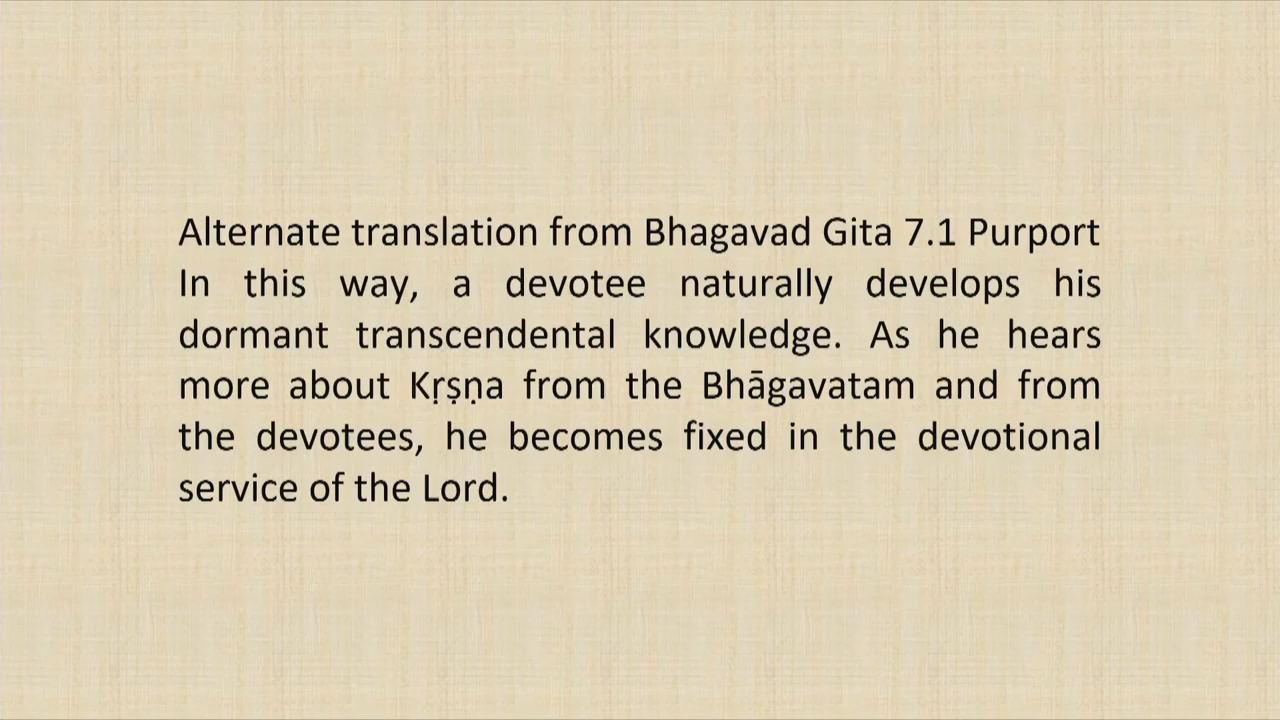 Alternate translation from Bhagavad Gita 7.1 Purport
In this way, a devotee naturally develops his
dormant transcendental knowledge. As he hears
more about Kṛṣṇa from the Bhāgavatam and from
the devotees, he becomes fixed in the devotional
service of the Lord.